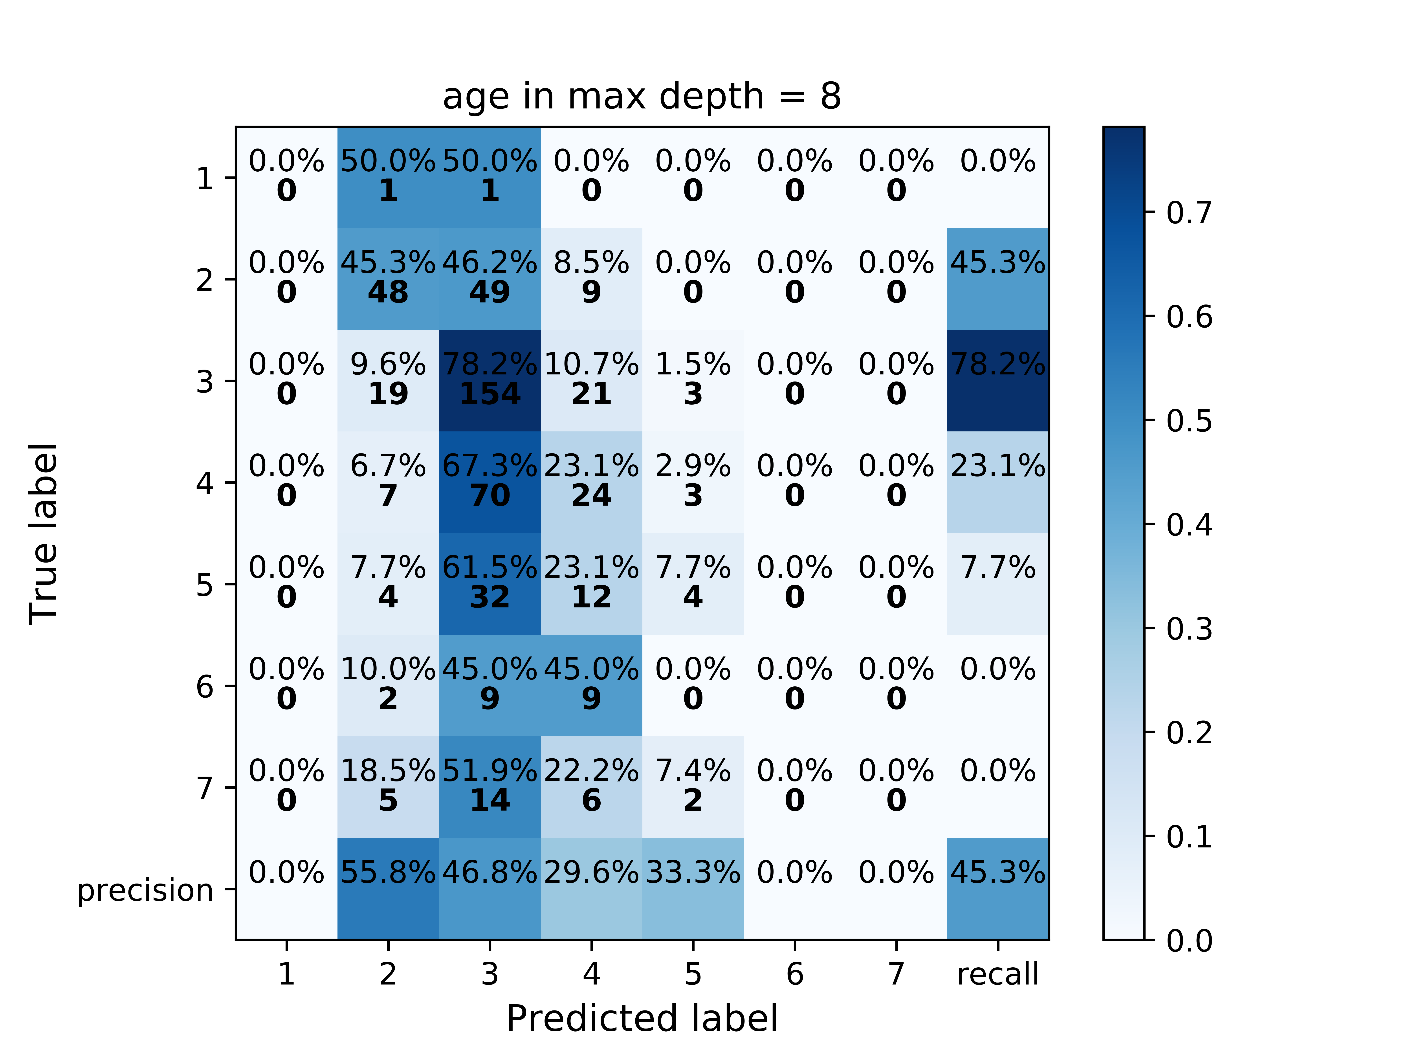 age in max depth = 8
0.0% 50.0% 50.0% 0.0% 0.0% 0.0% 0.0% 0.0%
1 0 1 1 0 0 0 0
0.0% 45.3% 46.2% 8.5% 0.0% 0.0% 0.0% 45.3%
2 0 48 49 9 0 0 0
0.0% 9.6% 78.2% 10.7% 1.5% 0.0% 0.0% 78.2%
3 0 19 154 21 3 0 0
0.0% 6.7% 67.3% 23.1% 2.9% 0.0% 0.0% 23.1%
4 0 7 70 24 3 0 0
0.0% 7.7% 61.5% 23.1% 7.7% 0.0% 0.0% 7.7%
5 0 4 32 12 4 0 0
0.0% 10.0% 45.0% 45.0% 0.0% 0.0% 0.0% 0.0%
6 0 2 9 9 0 0 0
0.0% 18.5% 51.9% 22.2% 7.4% 0.0% 0.0% 0.0%
7 0 5 14 6 2 0 0
precision 0.0% 55.8% 46.8% 29.6% 33.3% 0.0% 0.0% 45.3%
1 2 3 4 5 6 7 recall
Predicted label
True label
0.7
0.6
0.5
0.4
0.3
0.2
0.1
0.0